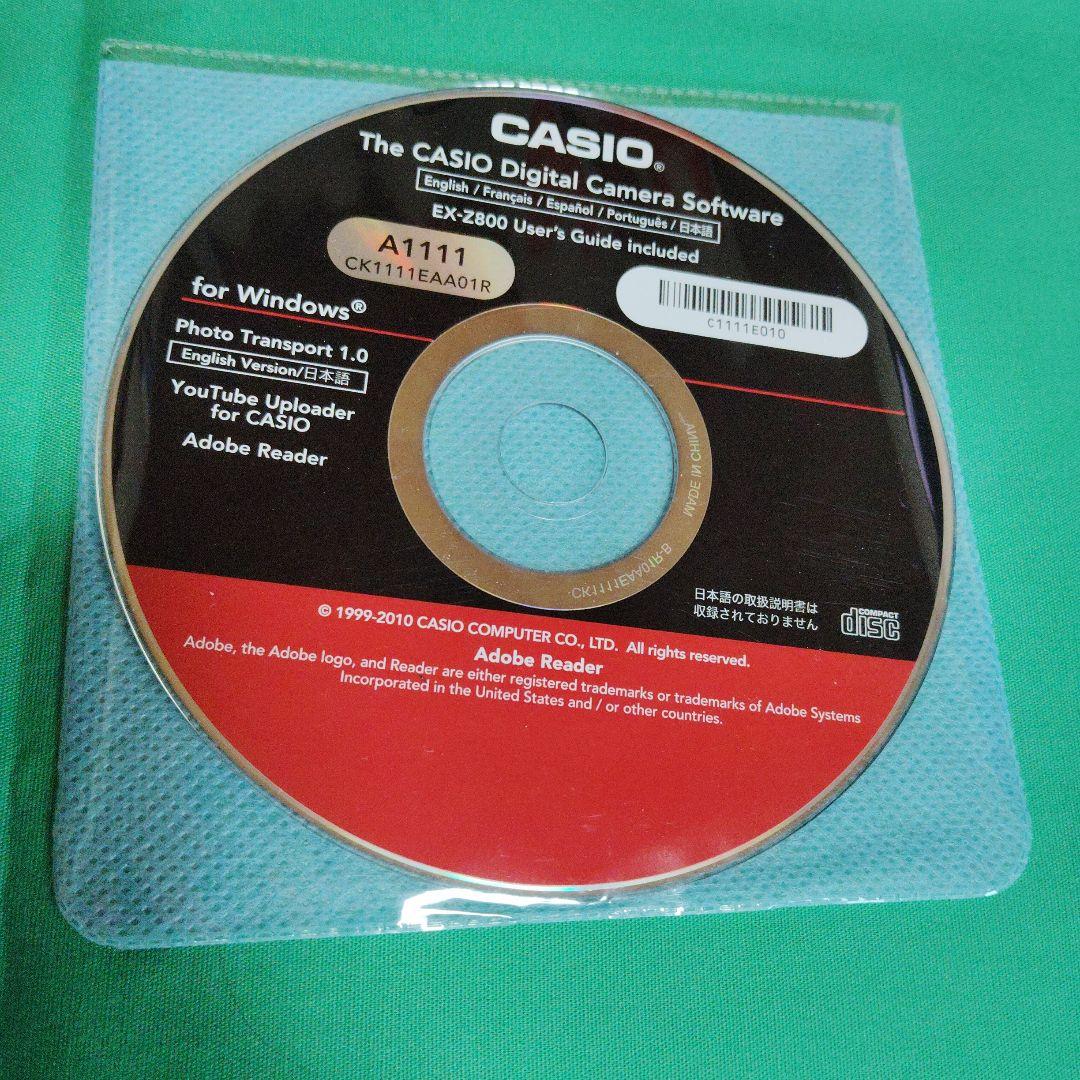 CASIO®
The CASIO Digital Camera Software
English / Français / Español / Português / 日本語
EX-Z800 User's Guide included
A1111
CK1111EAA01R
C1111E010
for Windows®
Photo Transport 1.0
English Version/日本語
YouTube Uploader
for CASIO
Adobe Reader
MADE IN CHINA
CK1111EAA01R-B
日本語の取扱説明書は
収録されておりません
COMPACT
disc
© 1999-2010 CASIO COMPUTER CO., LTD. All rights reserved.
Adobe Reader
Adobe, the Adobe logo, and Reader are either registered trademarks or trademarks of Adobe Systems
Incorporated in the United States and / or other countries.